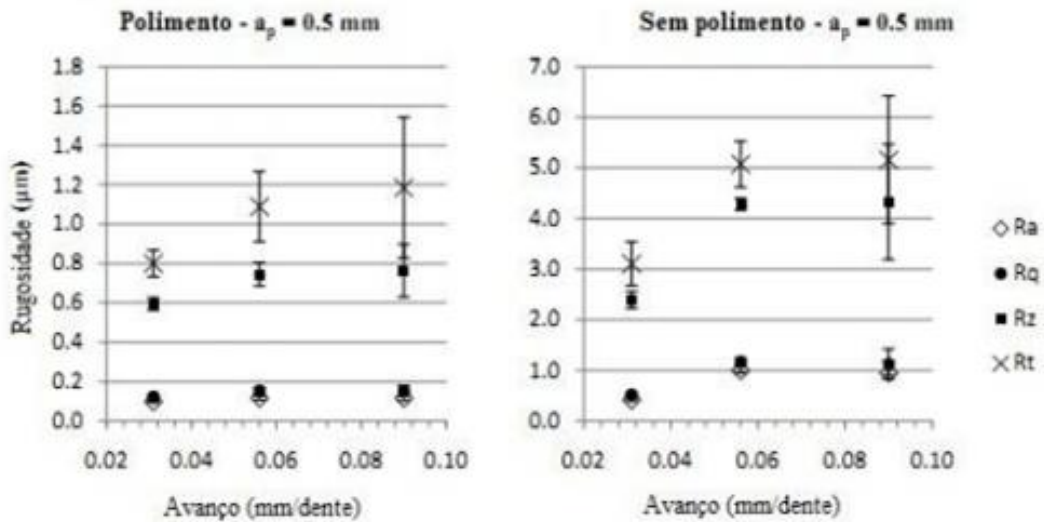 Polimento - ap = 0.5 mm
Rugosidade (µm)
1.8
1.6
1.4
1.2
1.0
0.8
0.6
0.4
0.2
0.0
0.02 0.04 0.06 0.08 0.10
Avanço (mm/dente)
Sem polimento - ap = 0.5 mm
7.0
6.0
5.0
4.0
3.0
2.0
1.0
0.0
0.02 0.04 0.06 0.08 0.10
Avanço (mm/dente)
Ra
Rq
Rz
Rt